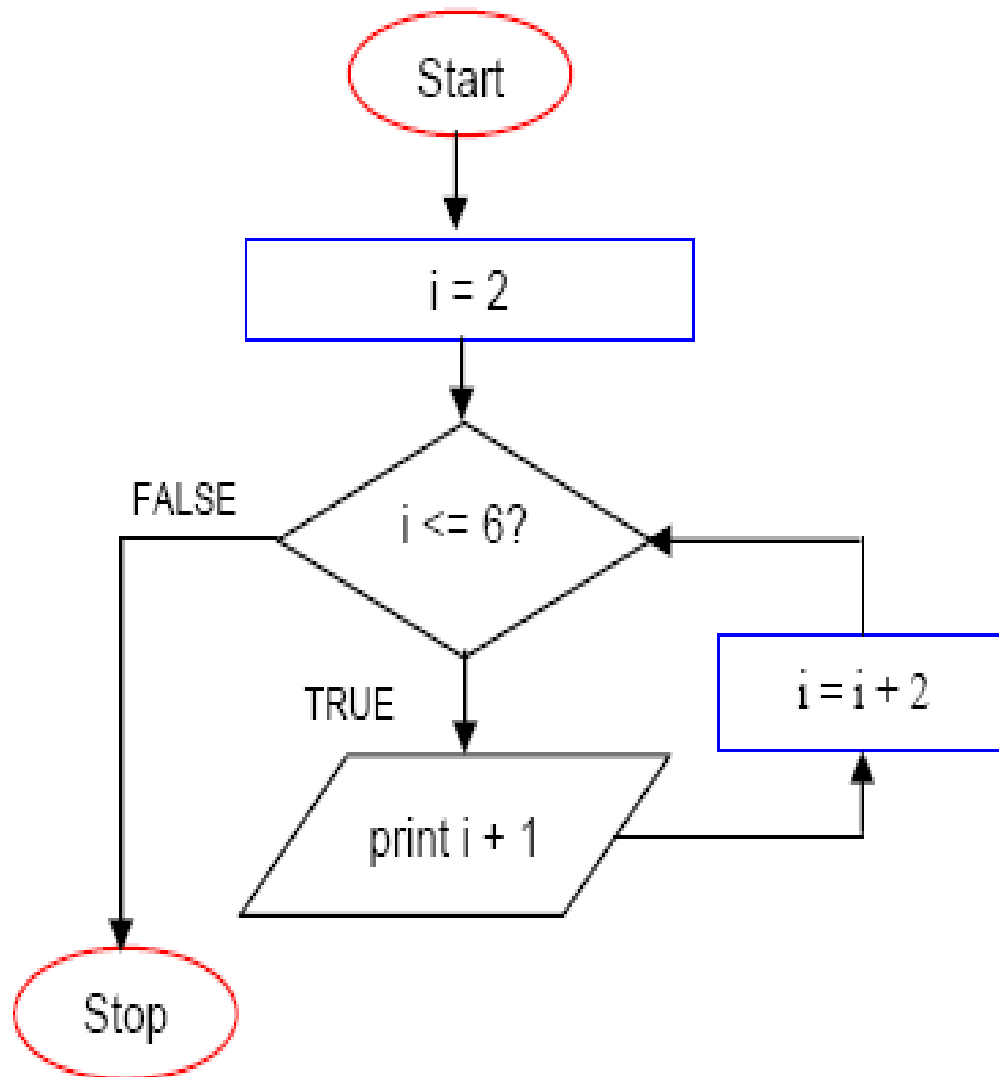 Start
i = 2
i <= 6?
FALSE
TRUE
i = i + 2
print i + 1
Stop